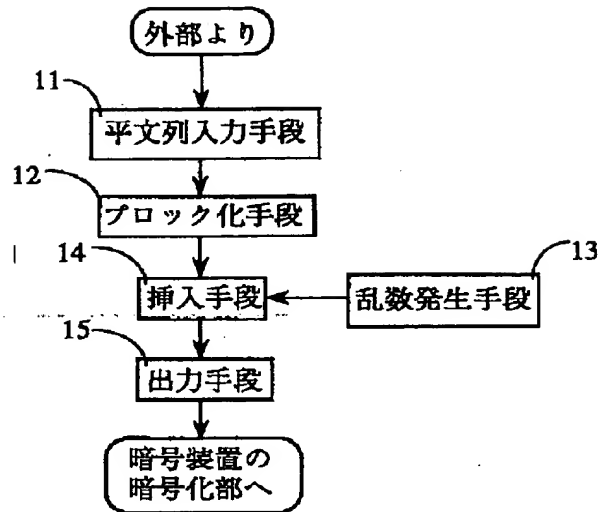 外部より
11
平文列入力手段
12
ブロック化手段
14
13
挿入手段
乱数発生手段
15
出力手段
暗号装置の
暗号化部へ